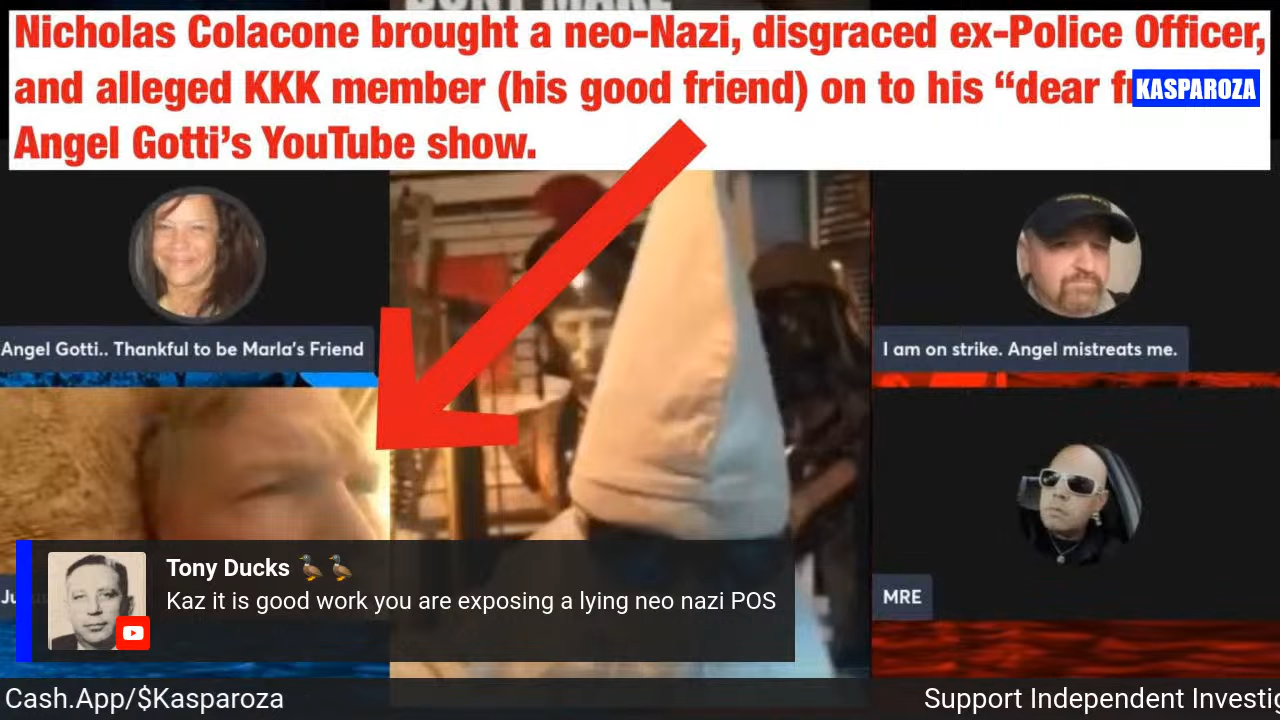 DON'T MAKE
Nicholas Colacone brought a neo-Nazi, disgraced ex-Police Officer,
and alleged KKK member (his good friend) on to his “dear fr
KASPAROZA
Angel Gotti’s YouTube show.
Angel Gotti.. Thankful to be Marla's Friend
I am on strike. Angel mistreats me.
Tony Ducks 🦆🦆
Kaz it is good work you are exposing a lying neo nazi POS
Ju
MRE
Cash.App/$Kasparoza
Support Independent Investig